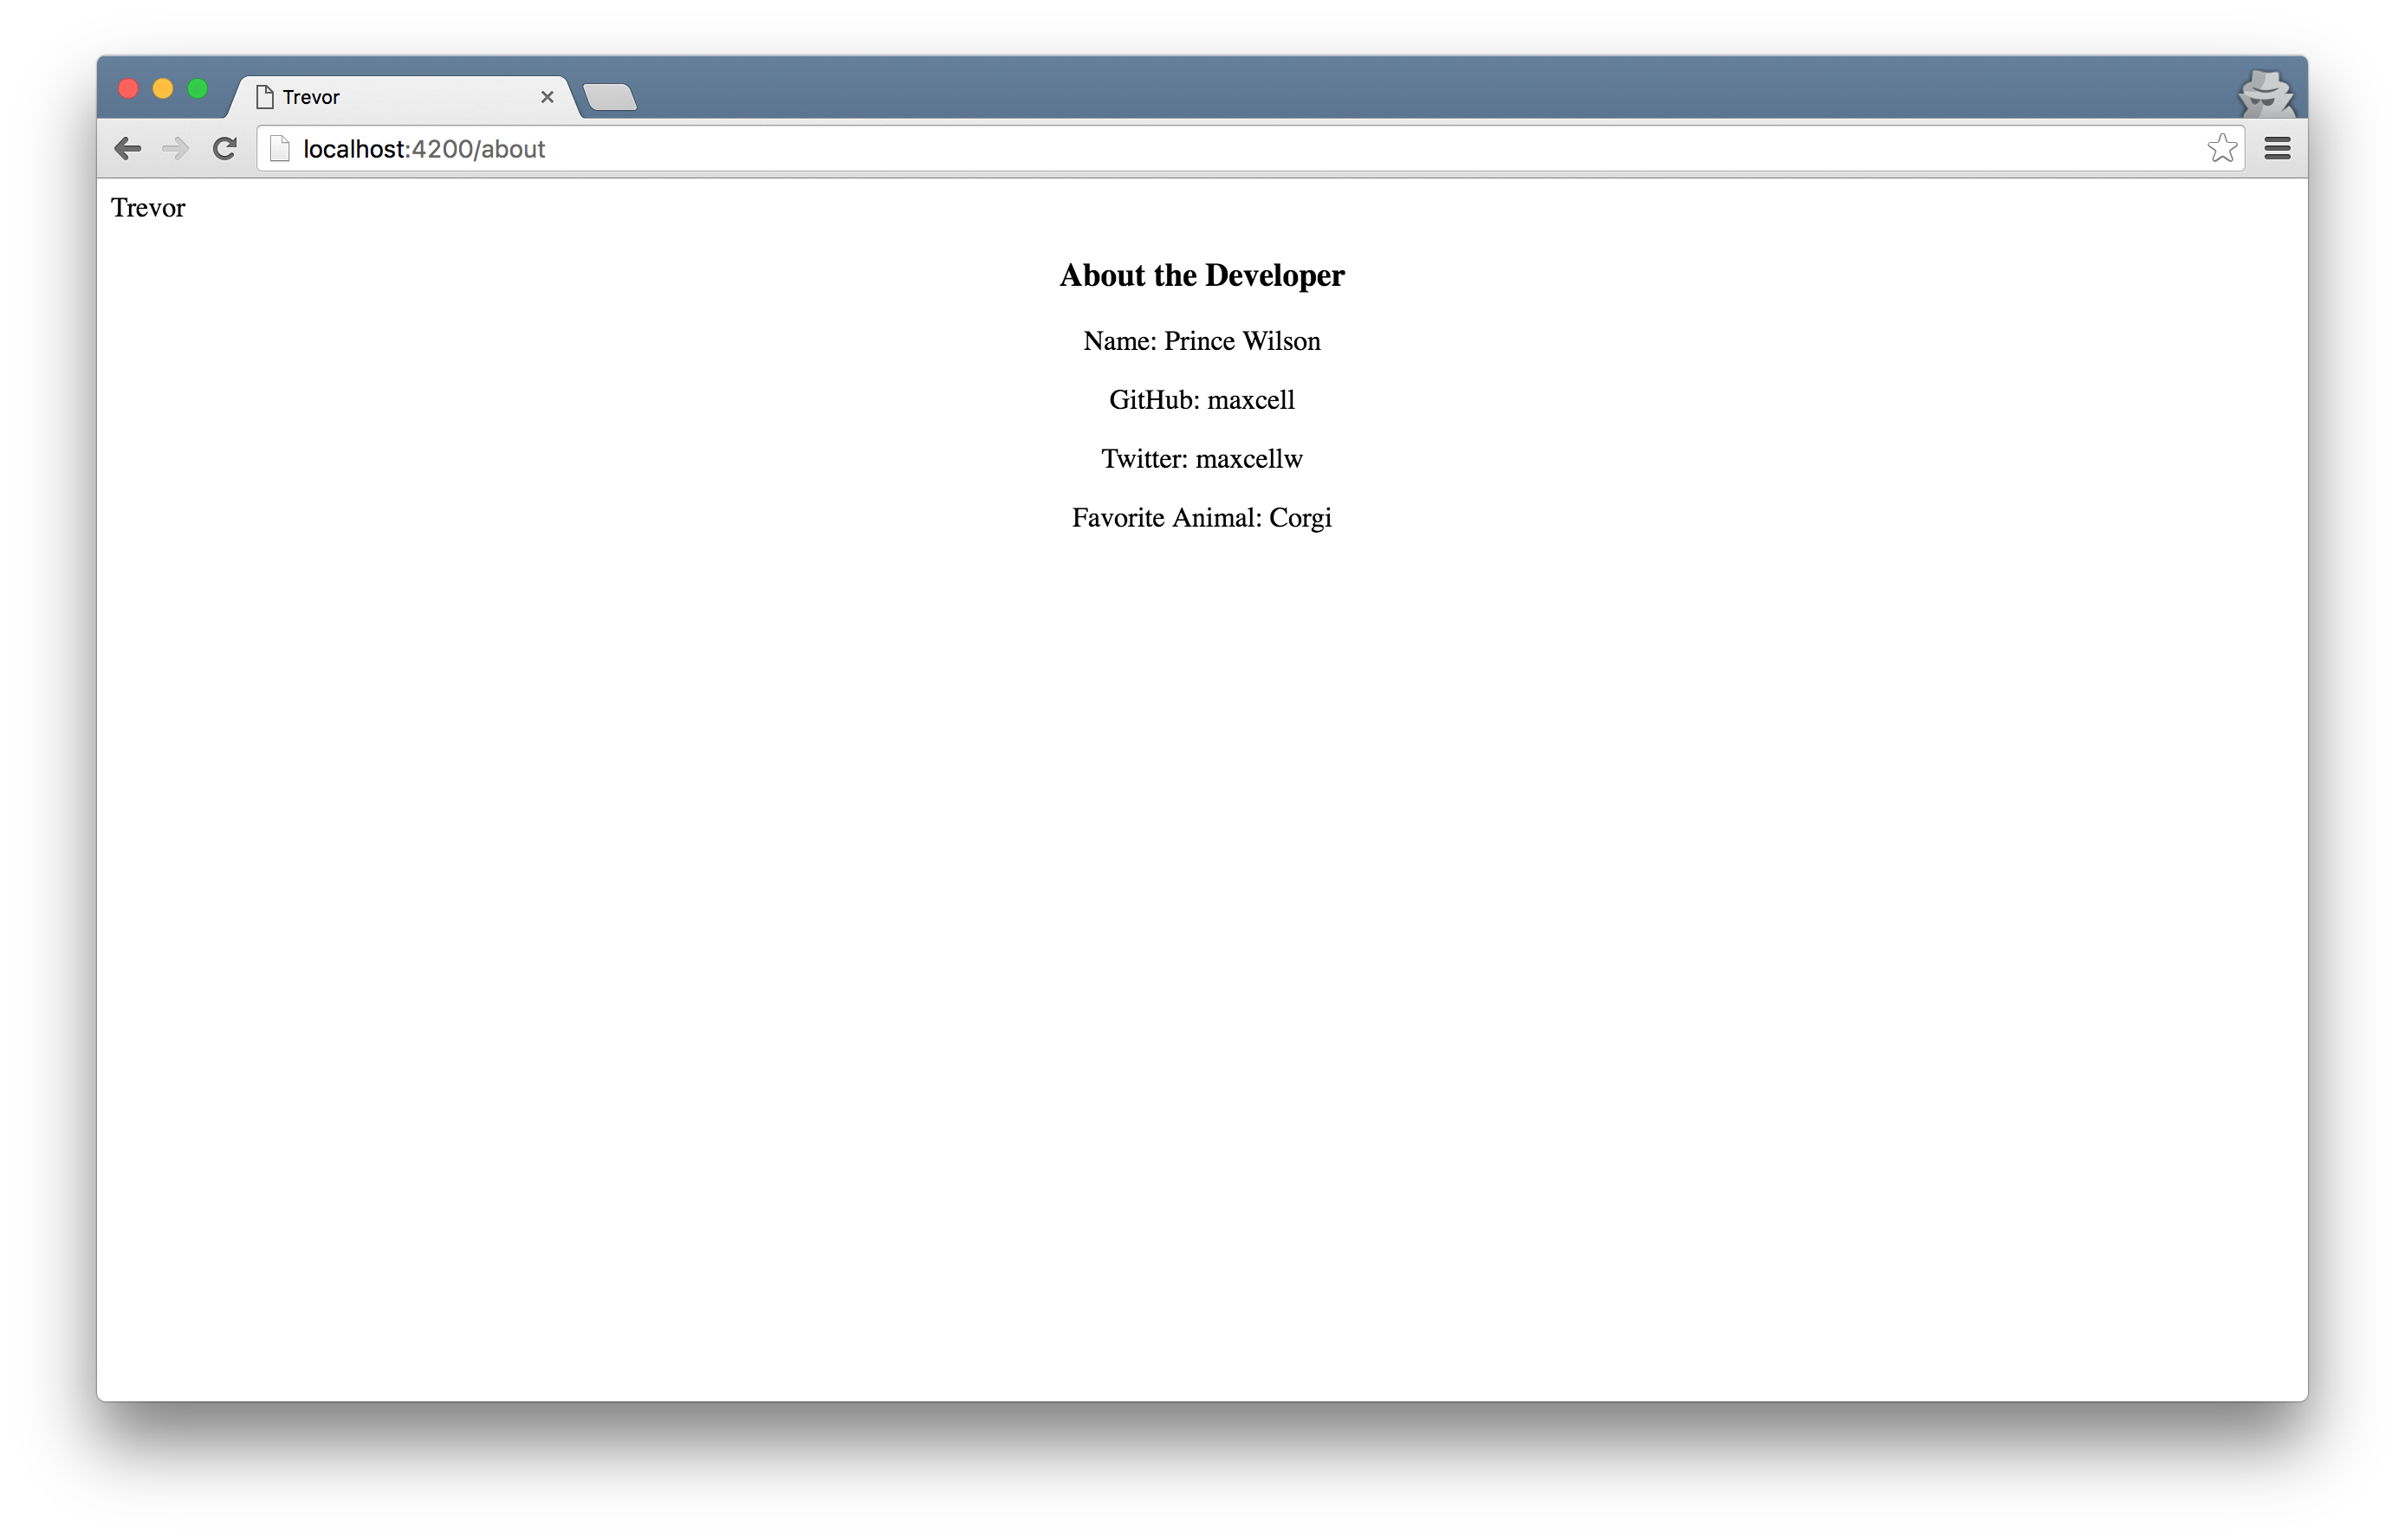 Trevor
localhost:4200/about
Trevor
About the Developer
Name: Prince Wilson
GitHub: maxcell
Twitter: maxcellw
Favorite Animal: Corgi